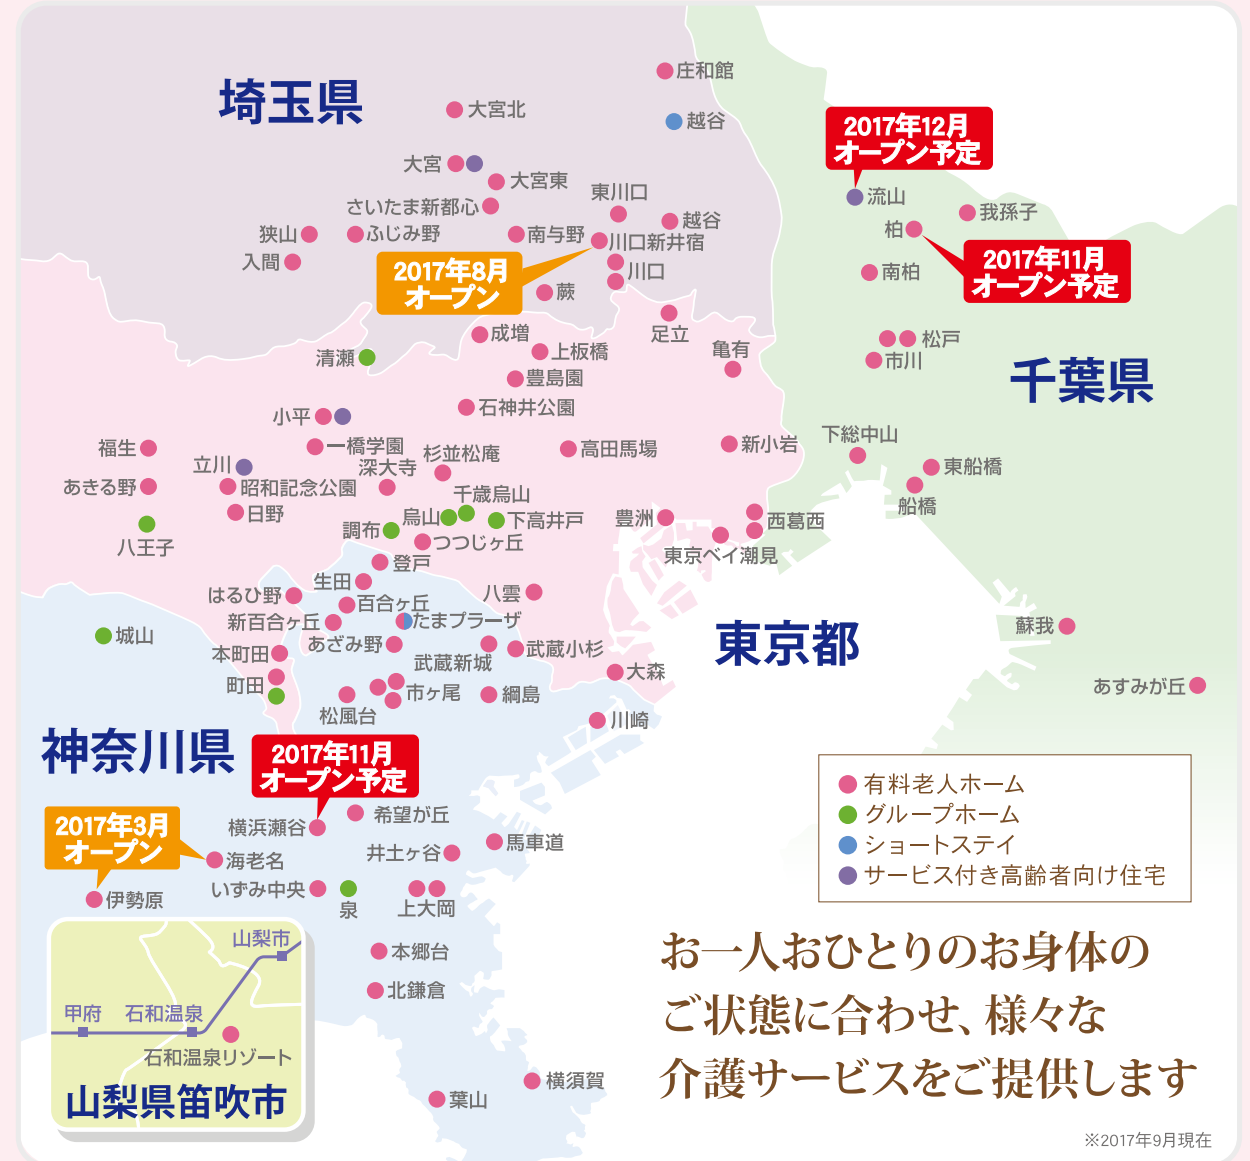 埼玉県
庄和館
大宮北
越谷
2017年12月
オープン予定
大宮
大宮東
東川口
流山
さいたま新都心
越谷
我孫子
柏
狭山
ふじみ野
南与野
川口新井宿
入間
2017年8月
オープン
川口
2017年11月
オープン予定
南柏
蕨
足立
成増
上板橋
亀有
松戸
市川
清瀬
豊島園
千葉県
石神井公園
小平
福生
一橋学園
杉並松庵
高田馬場
新小岩
下総中山
立川
深大寺
東船橋
あきる野
昭和記念公園
千歳烏山
船橋
日野
烏山
下高井戸
豊洲
西葛西
八王子
調布
つつじヶ丘
東京ベイ潮見
登戸
生田
はるひ野
百合ヶ丘
八雲
新百合ヶ丘
たまプラーザ
東京都
蘇我
城山
本町田
あざみ野
武蔵新城
武蔵小杉
町田
市ヶ尾
綱島
大森
あすみが丘
松風台
川崎
神奈川県
2017年11月
オープン予定
有料老人ホーム
グループホーム
ショートステイ
サービス付き高齢者向け住宅
2017年3月
オープン
横浜瀬谷
希望が丘
馬車道
海老名
井土ヶ谷
伊勢原
いずみ中央
泉
上大岡
本郷台
北鎌倉
横須賀
葉山
山梨市
甲府
石和温泉
石和温泉リゾート
山梨県笛吹市
お一人おひとりのお身体の
ご状態に合わせ、様々な
介護サービスをご提供します
※2017年9月現在